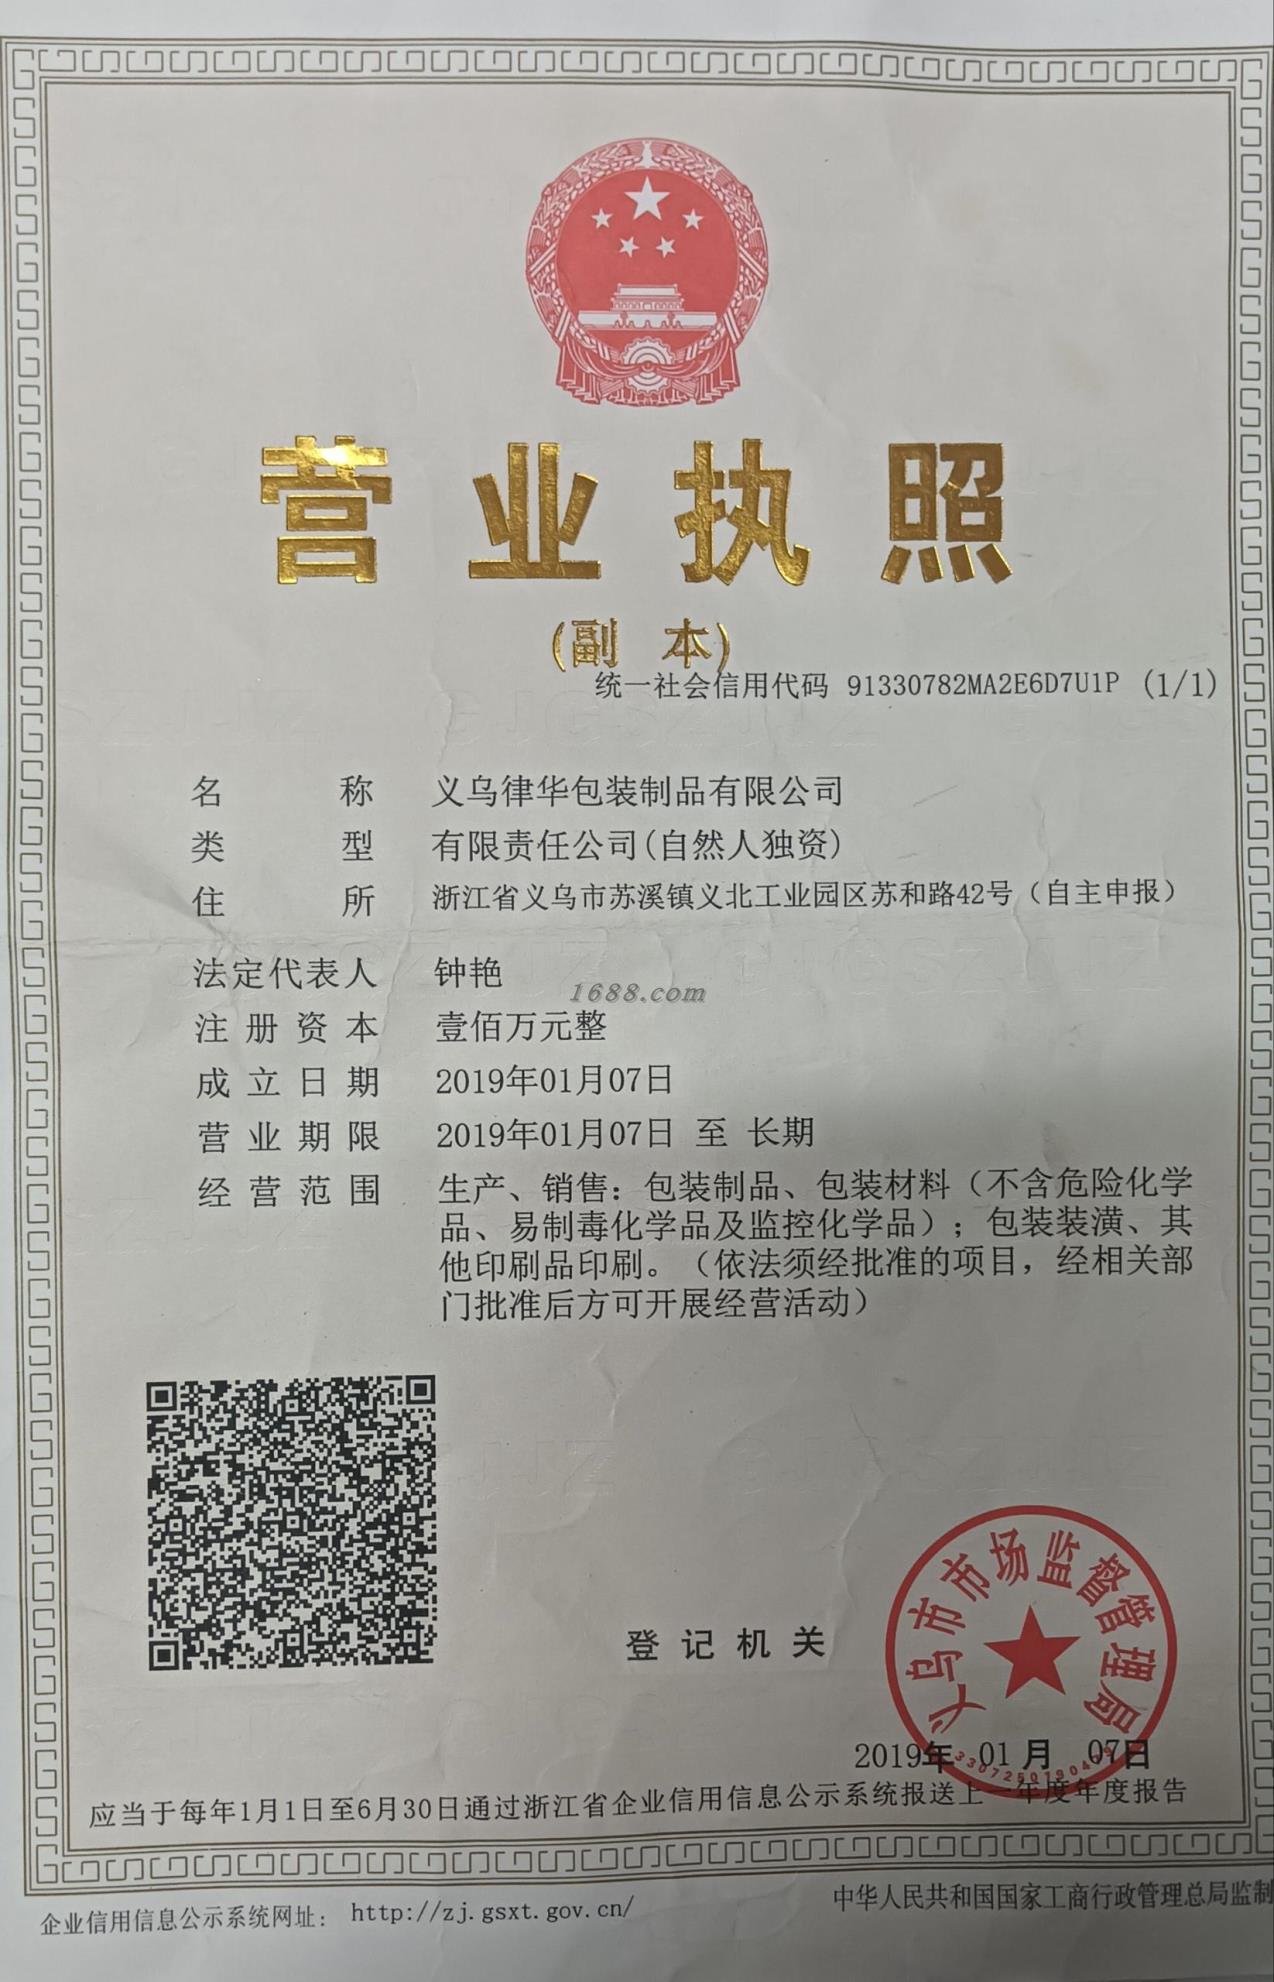 营业执照
(副 本)
统一社会信用代码 91330782MA2E6D7U1P (1/1)
名 称 义乌律华包装制品有限公司
类 型 有限责任公司(自然人独资)
住 所 浙江省义乌市苏溪镇义北工业园区苏和路42号（自主申报）
法定代表人 钟艳
1688.com
注册资本 壹佰万元整
成立日期 2019年01月07日
营业期限 2019年01月07日 至 长期
经营范围 生产、销售：包装制品、包装材料（不含危险化学
品、易制毒化学品及监控化学品）；包装装潢、其
他印刷品印刷。（依法须经批准的项目，经相关部
门批准后方可开展经营活动）
义乌市市场监督管理局
登记机关
2019年 01月 07日
应当于每年1月1日至6月30日通过浙江省企业信用信息公示系统报送上一年度年度报告
企业信用信息公示系统网址： http://zj.gsxt.gov.cn/
中华人民共和国国家工商行政管理总局监制